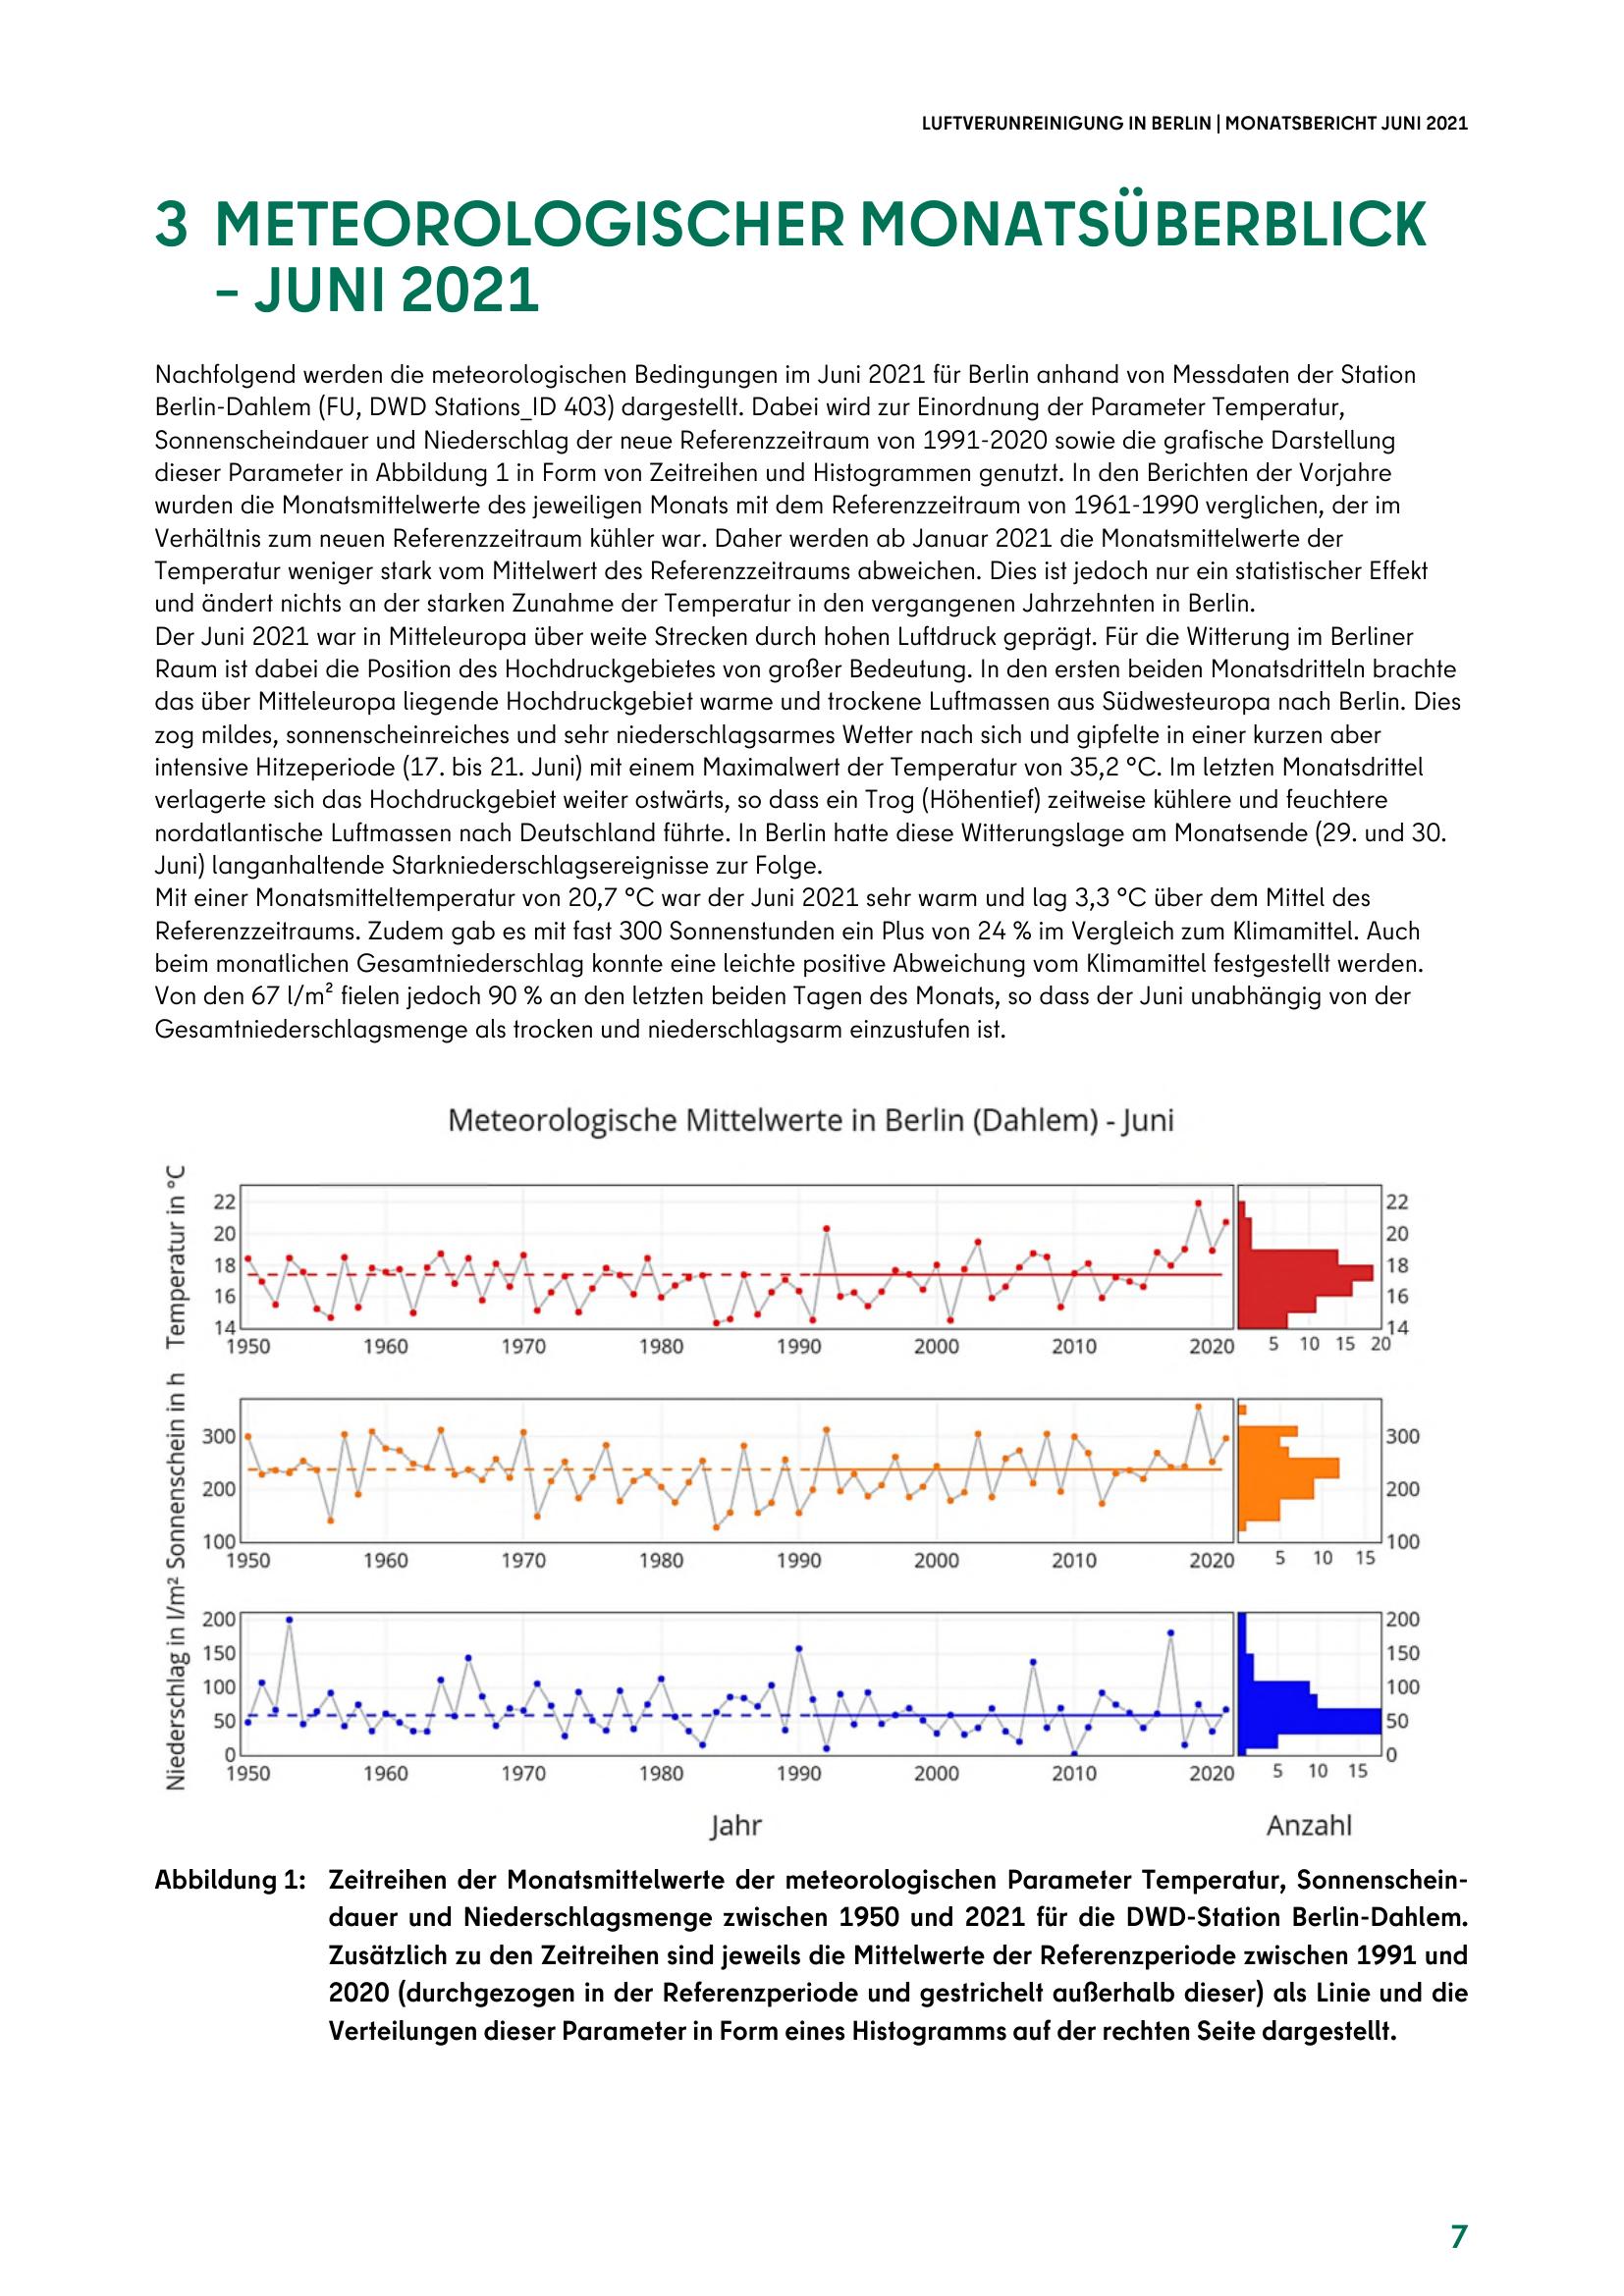 LUFTVERUNREINIGUNG IN BERLIN | MONATSBERICHT JUNI 2021
3 METEOROLOGISCHER MONATSÜBERBLICK
– JUNI 2021
Nachfolgend werden die meteorologischen Bedingungen im Juni 2021 für Berlin anhand von Messdaten der Station
Berlin-Dahlem (FU, DWD Stations_ID 403) dargestellt. Dabei wird zur Einordnung der Parameter Temperatur,
Sonnenscheindauer und Niederschlag der neue Referenzzeitraum von 1991-2020 sowie die grafische Darstellung
dieser Parameter in Abbildung 1 in Form von Zeitreihen und Histogrammen genutzt. In den Berichten der Vorjahre
wurden die Monatsmittelwerte des jeweiligen Monats mit dem Referenzzeitraum von 1961-1990 verglichen, der im
Verhältnis zum neuen Referenzzeitraum kühler war. Daher werden ab Januar 2021 die Monatsmittelwerte der
Temperatur weniger stark vom Mittelwert des Referenzzeitraums abweichen. Dies ist jedoch nur ein statistischer Effekt
und ändert nichts an der starken Zunahme der Temperatur in den vergangenen Jahrzehnten in Berlin.
Der Juni 2021 war in Mitteleuropa über weite Strecken durch hohen Luftdruck geprägt. Für die Witterung im Berliner
Raum ist dabei die Position des Hochdruckgebietes von großer Bedeutung. In den ersten beiden Monatsdritteln brachte
das über Mitteleuropa liegende Hochdruckgebiet warme und trockene Luftmassen aus Südwesteuropa nach Berlin. Dies
zog mildes, sonnenscheinreiches und sehr niederschlagsarmes Wetter nach sich und gipfelte in einer kurzen aber
intensive Hitzeperiode (17. bis 21. Juni) mit einem Maximalwert der Temperatur von 35,2 °C. Im letzten Monatsdrittel
verlagerte sich das Hochdruckgebiet weiter ostwärts, so dass ein Trog (Höhentief) zeitweise kühlere und feuchtere
nordatlantische Luftmassen nach Deutschland führte. In Berlin hatte diese Witterungslage am Monatsende (29. und 30.
Juni) langanhaltende Starkniederschlagsereignisse zur Folge.
Mit einer Monatsmitteltemperatur von 20,7 °C war der Juni 2021 sehr warm und lag 3,3 °C über dem Mittel des
Referenzzeitraums. Zudem gab es mit fast 300 Sonnenstunden ein Plus von 24 % im Vergleich zum Klimamittel. Auch
beim monatlichen Gesamtniederschlag konnte eine leichte positive Abweichung vom Klimamittel festgestellt werden.
Von den 67 l/m² fielen jedoch 90 % an den letzten beiden Tagen des Monats, so dass der Juni unabhängig von der
Gesamtniederschlagsmenge als trocken und niederschlagsarm einzustufen ist.
Meteorologische Mittelwerte in Berlin (Dahlem) - Juni
Temperatur in °C
22
20
18
16
14
1950 1960 1970 1980 1990 2000 2010 2020
5 10 15 20
22
20
18
16
14
Sonnenschein in h
300
200
100
1950 1960 1970 1980 1990 2000 2010 2020
5 10 15
300
200
100
Niederschlag in l/m²
200
150
100
50
0
1950 1960 1970 1980 1990 2000 2010 2020
5 10 15
200
150
100
50
0
Jahr
Anzahl
Abbildung 1: Zeitreihen der Monatsmittelwerte der meteorologischen Parameter Temperatur, Sonnenschein-
dauer und Niederschlagsmenge zwischen 1950 und 2021 für die DWD-Station Berlin-Dahlem.
Zusätzlich zu den Zeitreihen sind jeweils die Mittelwerte der Referenzperiode zwischen 1991 und
2020 (durchgezogen in der Referenzperiode und gestrichelt außerhalb dieser) als Linie und die
Verteilungen dieser Parameter in Form eines Histogramms auf der rechten Seite dargestellt.
7